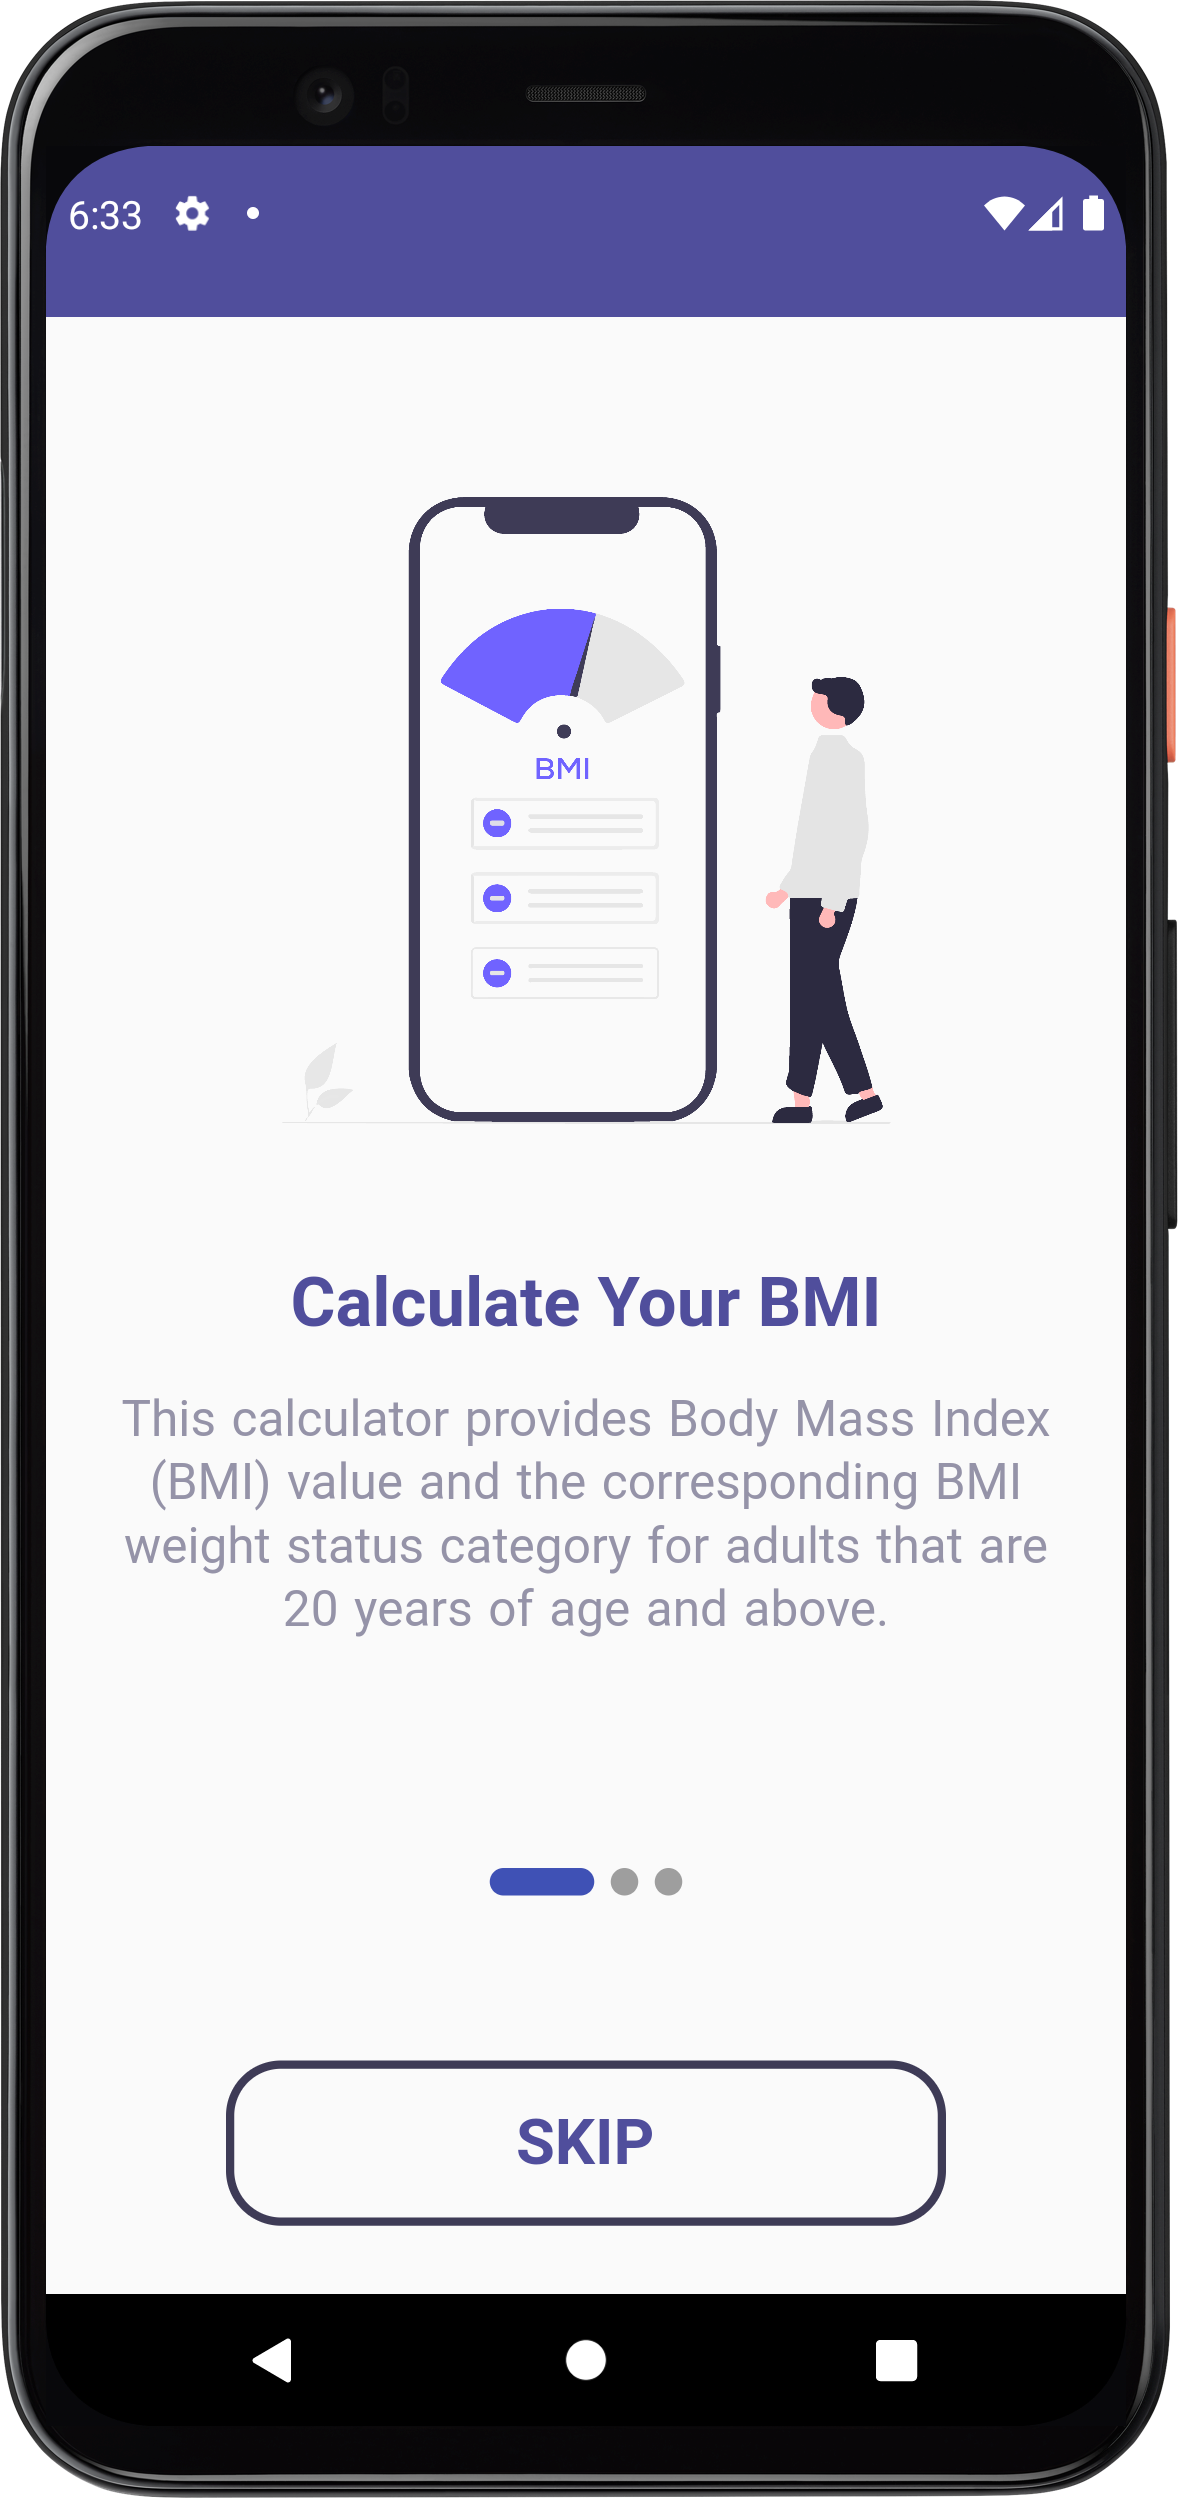 6:33
BMI
Calculate Your BMI
This calculator provides Body Mass Index
(BMI) value and the corresponding BMI
weight status category for adults that are
20 years of age and above.
SKIP